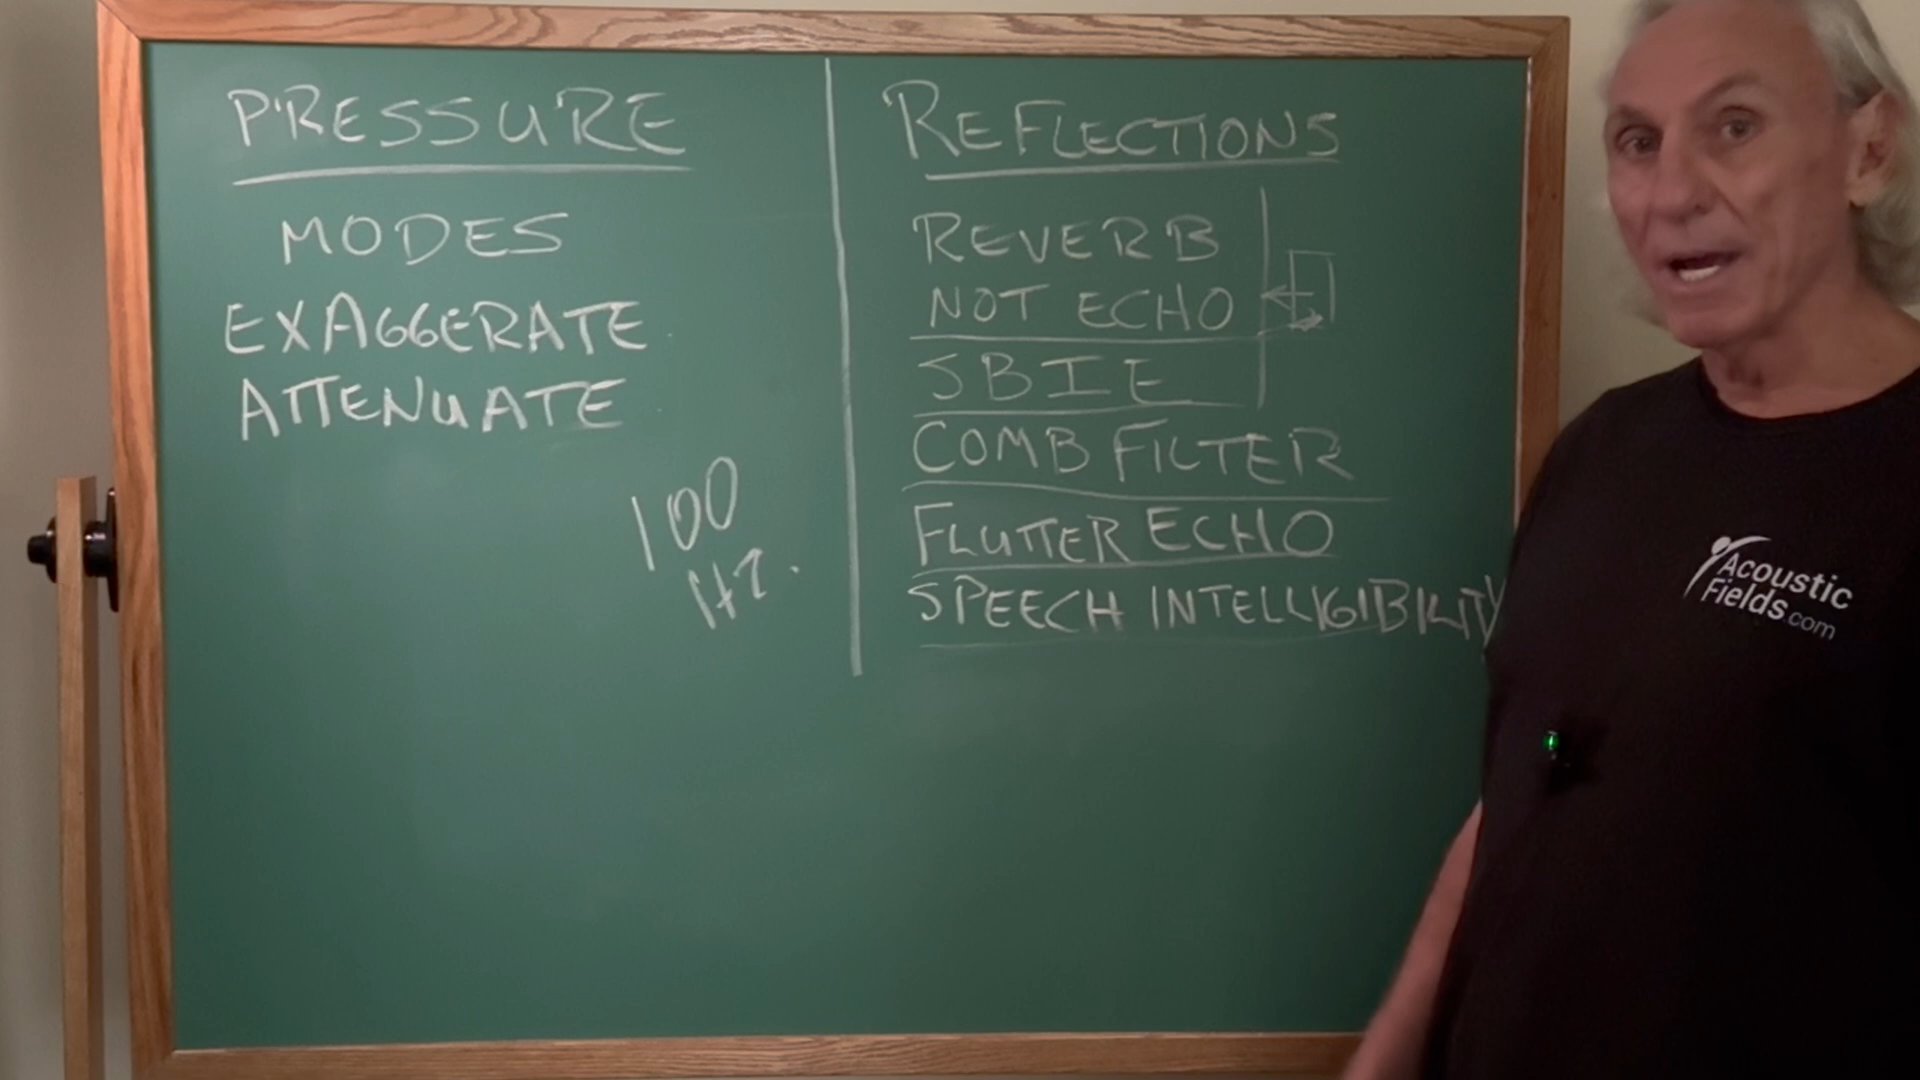 PRESSURE
MODES
EXAGGERATE
ATTENUATE
100
HZ.
REFLECTIONS
REVERB
NOT ECHO
SBIE
COMB FILTER
FLUTTER ECHO
SPEECH INTELLIGIBILITY
Acoustic
Fields.com